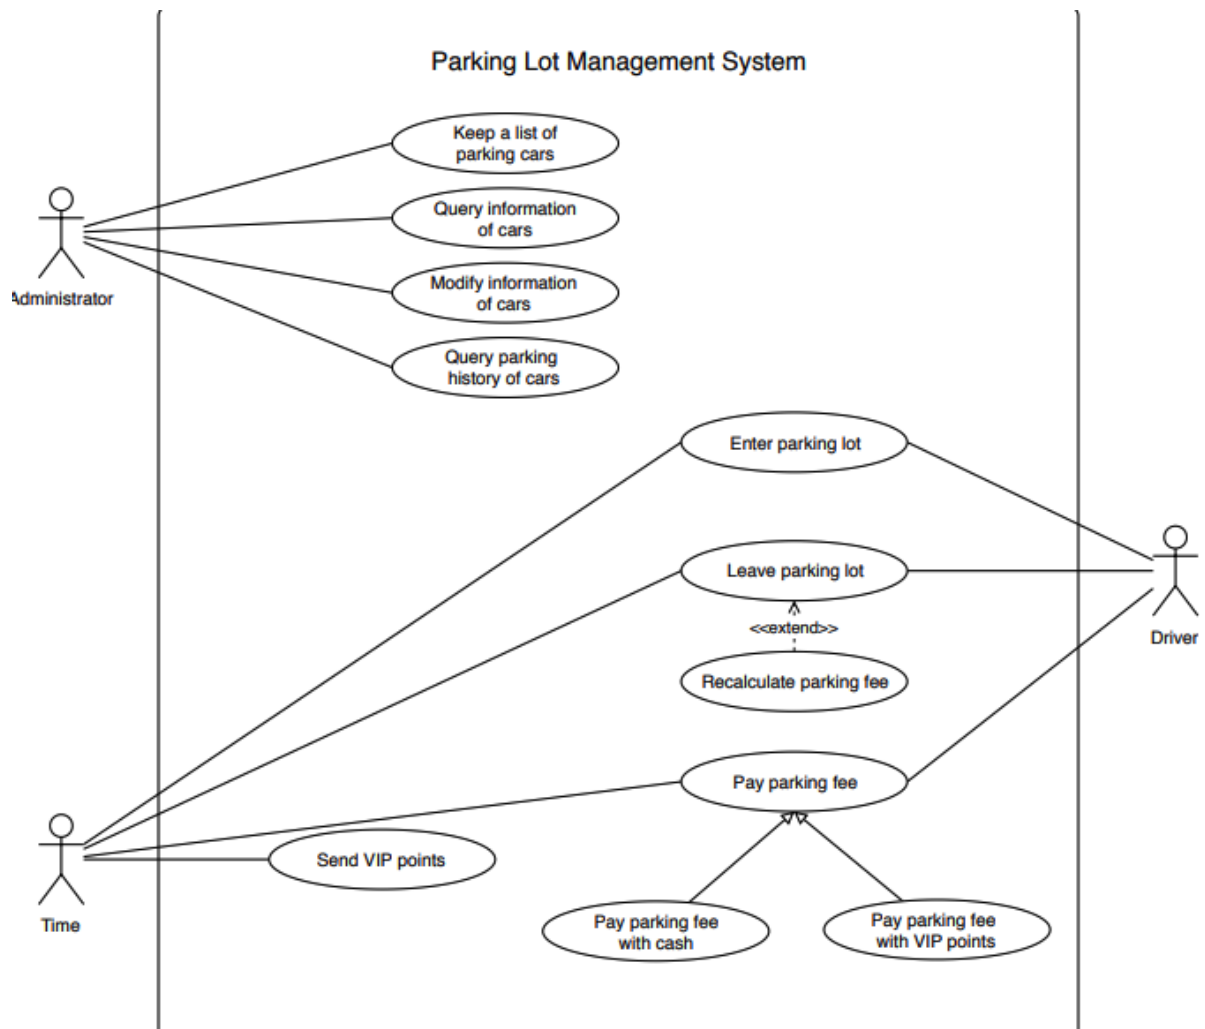 Parking Lot Management System
Keep a list of
parking cars
Query information
of cars
Administrator
Modify information
of cars
Query parking
history of cars
Enter parking lot
Leave parking lot
<<extend>>
Driver
Recalculate parking fee
Pay parking fee
Send VIP points
Time
Pay parking fee
with cash
Pay parking fee
with VIP points